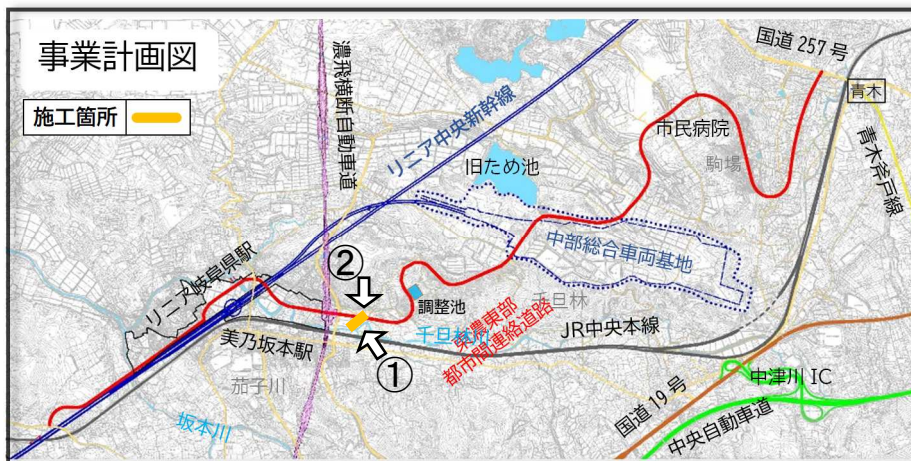 事業計画図
施工箇所
濃飛横断自動車道
リニア中央新幹線
国道257号
青木
青木斧戸線
市民病院
駒場
旧ため池
中部総合車両基地
リニア岐阜県駅
②
調整池
千旦林
千旦林川
東濃東部
都市間連絡道路
JR中央本線
美乃坂本駅
①
茄子川
坂本川
中津川IC
国道19号
中央自動車道